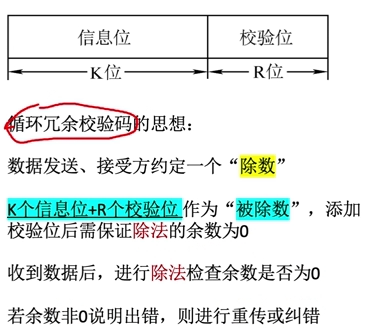 信息位 校验位
K位 R位
循环冗余校验码的思想：
数据发送、接受方约定一个“除数”
K个信息位+R个校验位作为“被除数”，添加
校验位后需保证除法的余数为0
收到数据后，进行除法检查余数是否为0
若余数非0说明出错，则进行重传或纠错